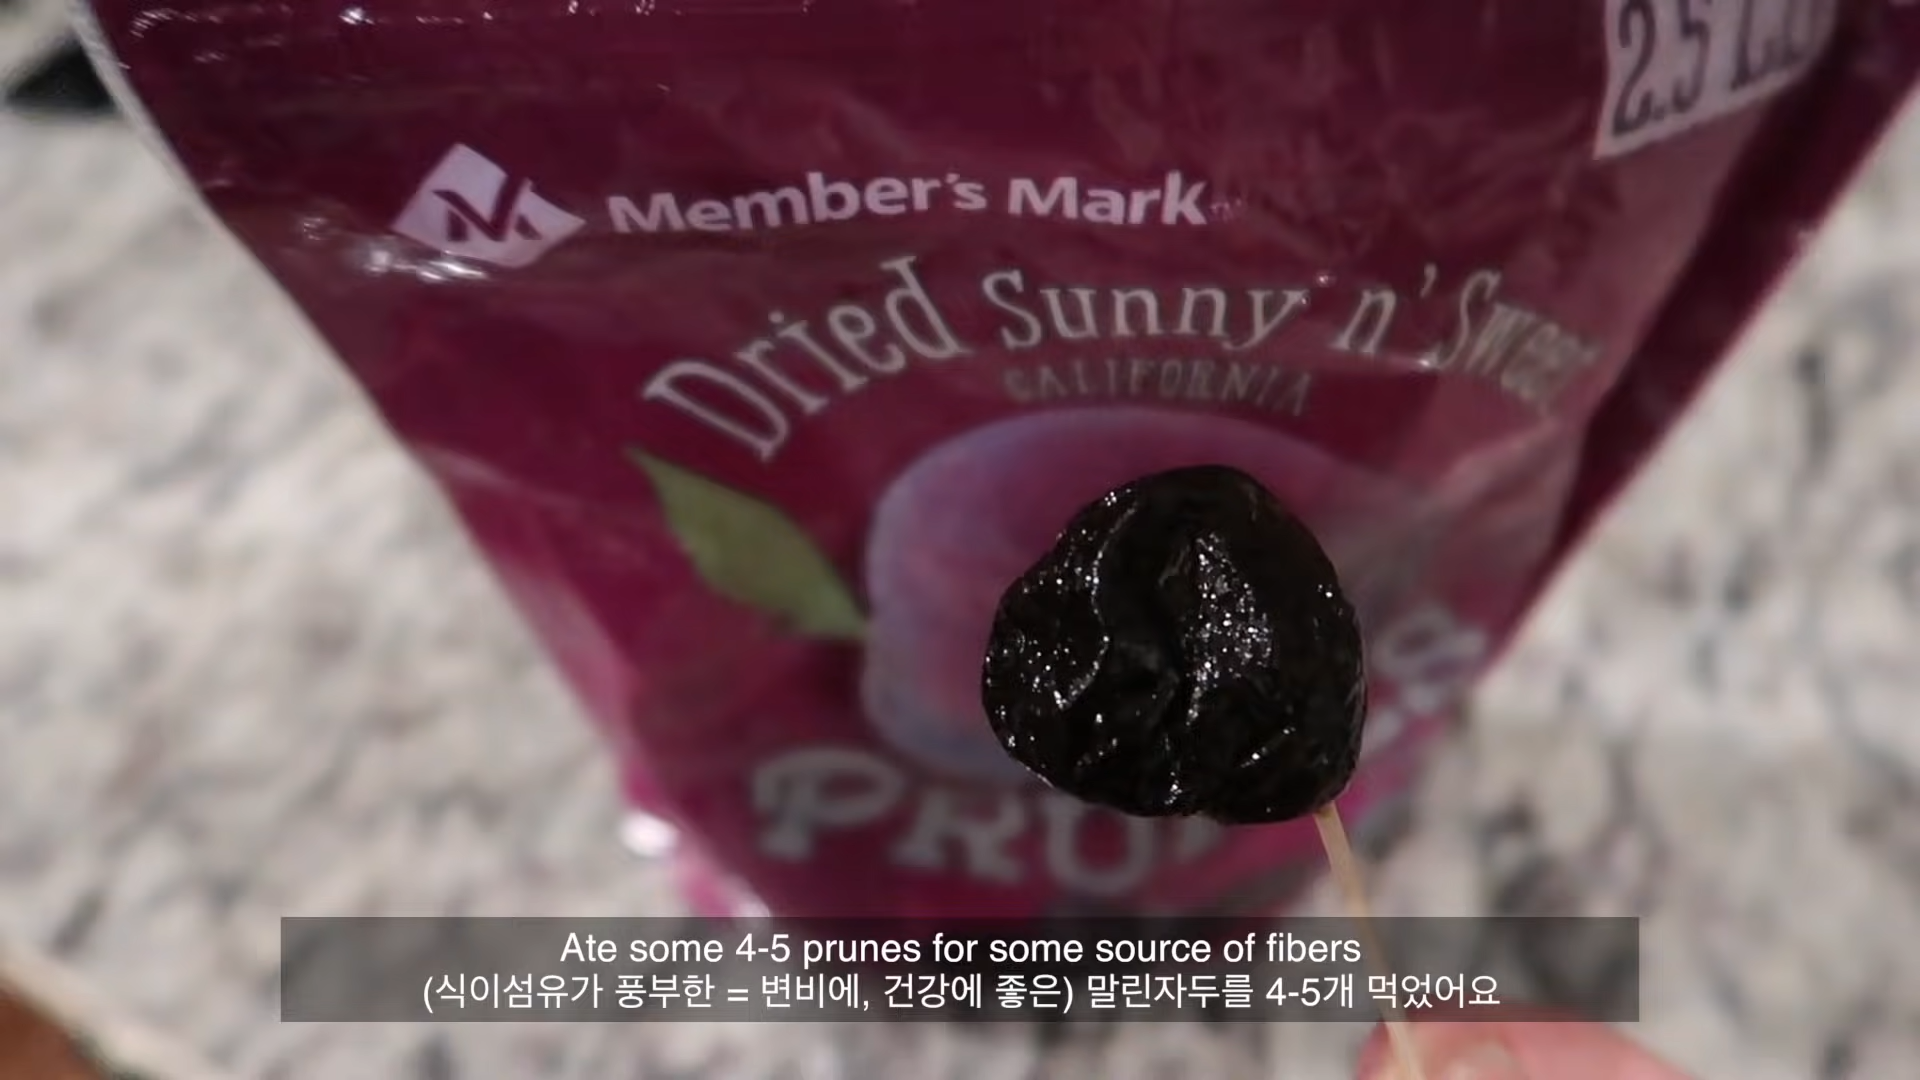 2.5
Member's Mark
Dried Sunny n' Sweet
CALIFORNIA
Ate some 4-5 prunes for some source of fibers
(식이섬유가 풍부한 = 변비에, 건강에 좋은) 말린자두를 4-5개 먹었어요